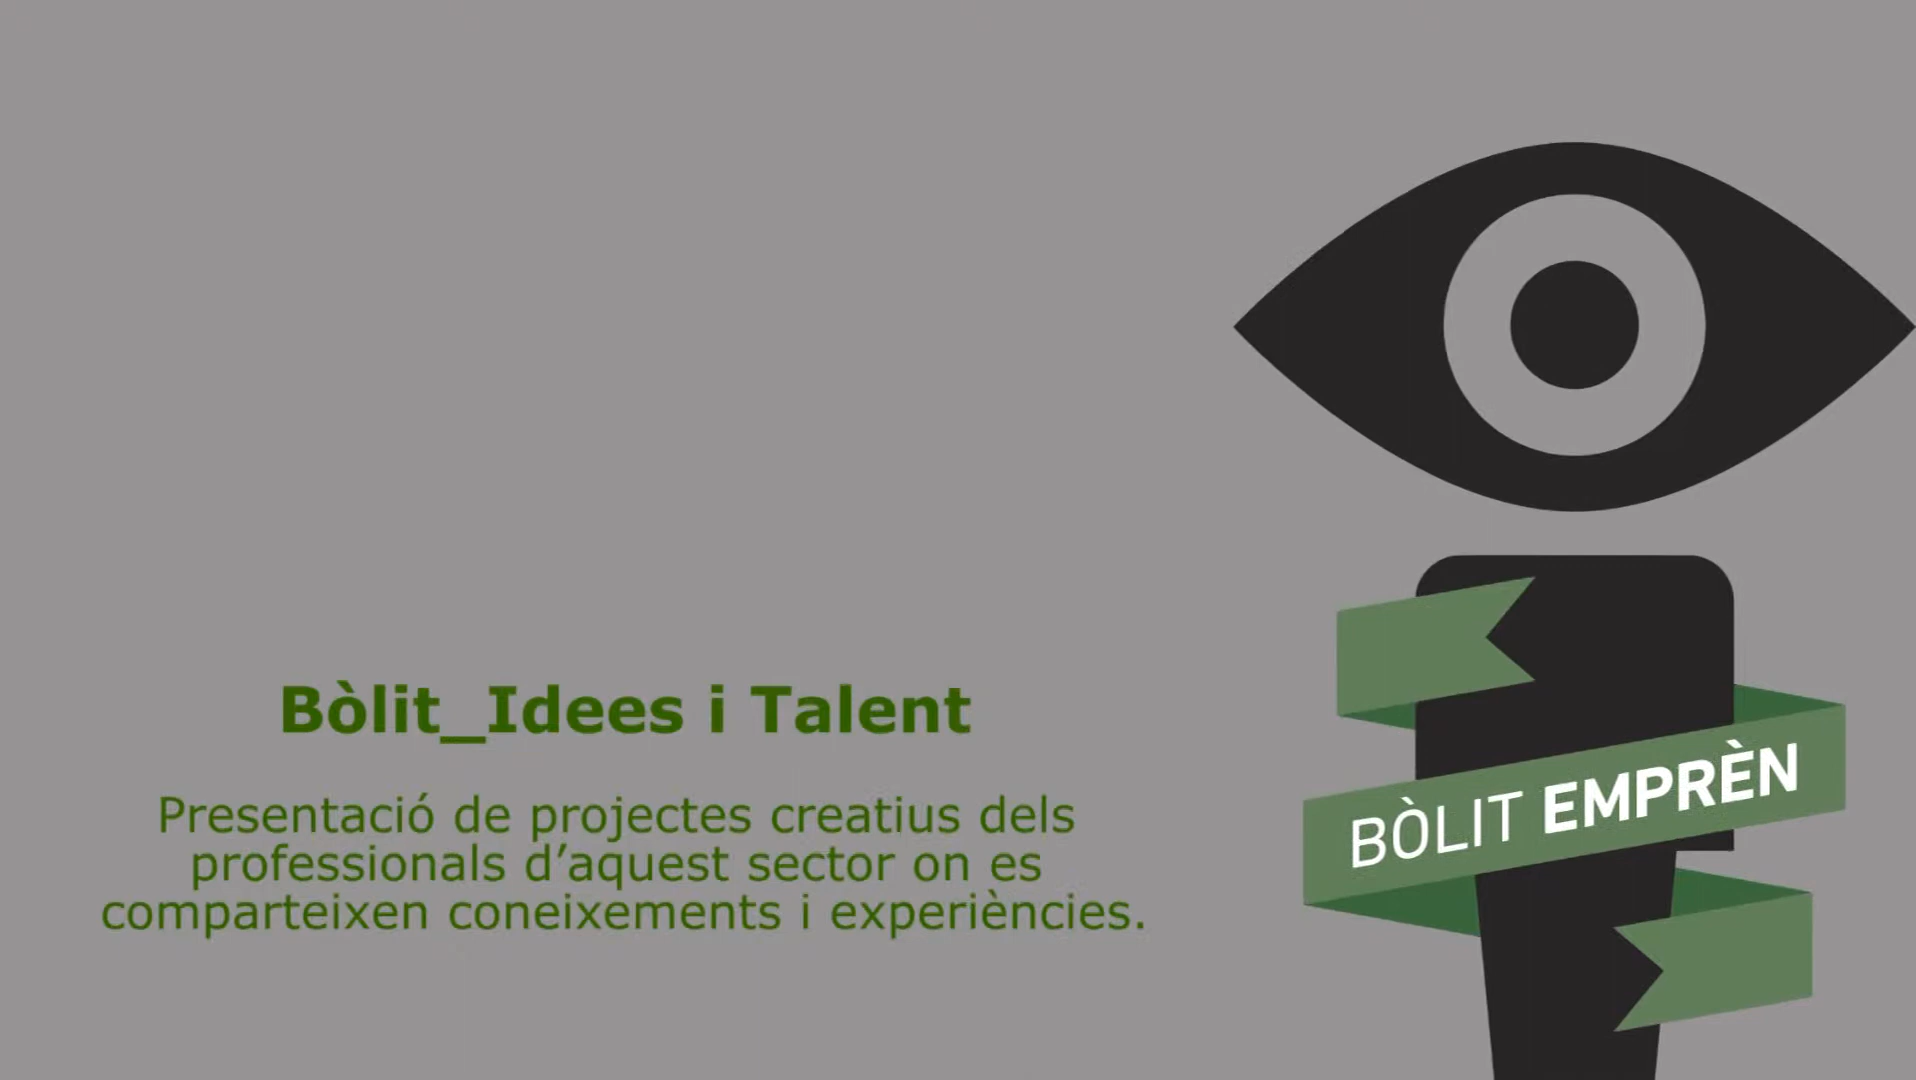 Bòlit_Idees i Talent
Presentació de projectes creatius dels
professionals d’aquest sector on es
comparteixen coneixements i experiències.
BÒLIT EMPRÈN